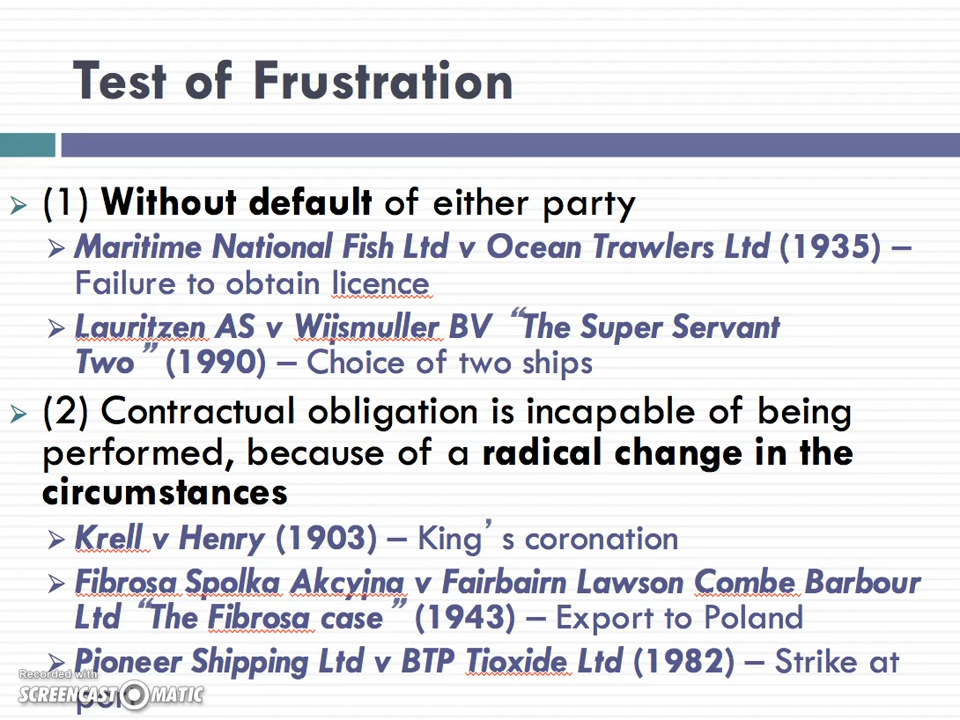 Test of Frustration
(1) Without default of either party
Maritime National Fish Ltd v Ocean Trawlers Ltd (1935) –
Failure to obtain licence
Lauritzen AS v Wijsmuller BV “The Super Servant
Two” (1990) – Choice of two ships
(2) Contractual obligation is incapable of being
performed, because of a radical change in the
circumstances
Krell v Henry (1903) – King’s coronation
Fibrosa Spolka Akcyjna v Fairbairn Lawson Combe Barbour
Ltd “The Fibrosa case” (1943) – Export to Poland
Pioneer Shipping Ltd v BTP Tioxide Ltd (1982) – Strike at
port
Recorded with
SCREENCAST-O-MATIC